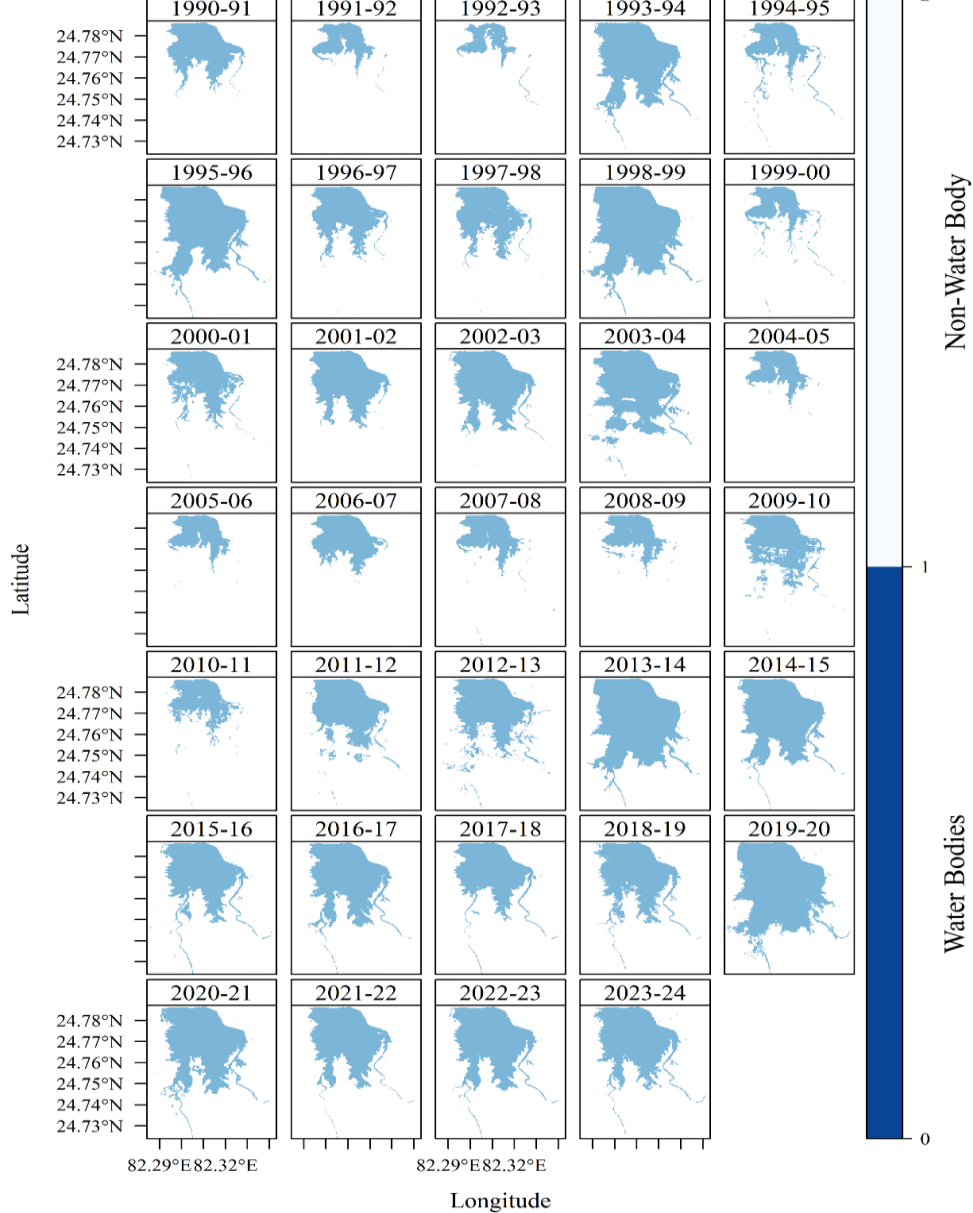 1990-91 1991-92 1992-93 1993-94 1994-95
24.78°N
24.77°N
24.76°N
24.75°N
24.74°N
24.73°N
1995-96 1996-97 1997-98 1998-99 1999-00
2000-01 2001-02 2002-03 2003-04 2004-05
24.78°N
24.77°N
24.76°N
24.75°N
24.74°N
24.73°N
2005-06 2006-07 2007-08 2008-09 2009-10
2010-11 2011-12 2012-13 2013-14 2014-15
24.78°N
24.77°N
24.76°N
24.75°N
24.74°N
24.73°N
2015-16 2016-17 2017-18 2018-19 2019-20
2020-21 2021-22 2022-23 2023-24
24.78°N
24.77°N
24.76°N
24.75°N
24.74°N
24.73°N
82.29°E82.32°E 82.29°E82.32°E
Longitude
Latitude
Non-Water Body
1
Water Bodies
0